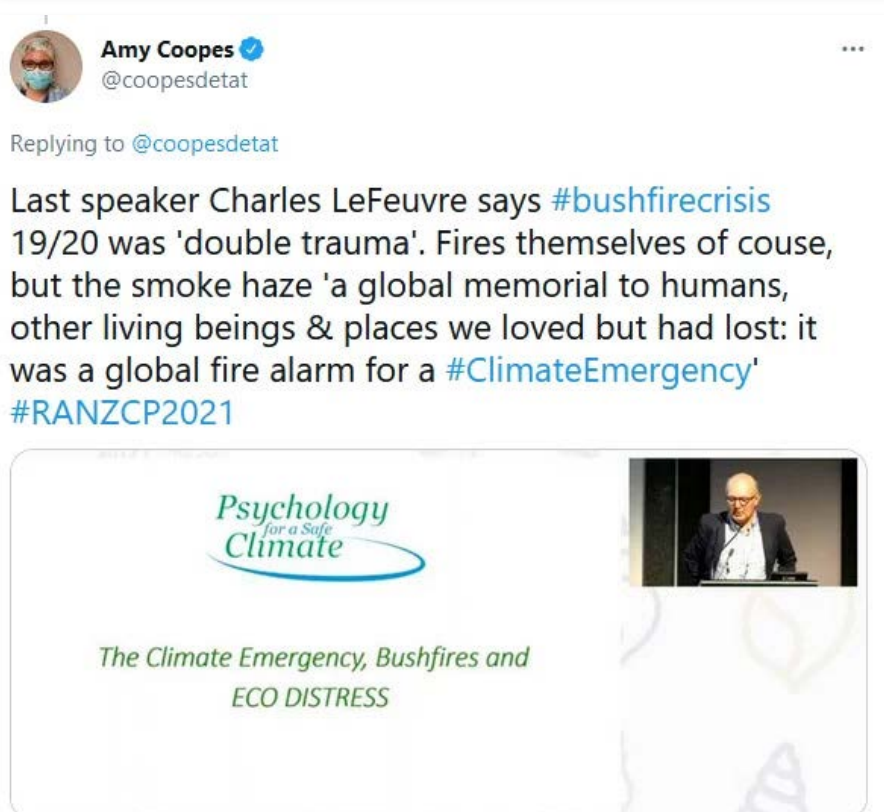 Amy Coopes
@coopesdetat
Replying to @coopesdetat
Last speaker Charles LeFeuvre says #bushfirecrisis
19/20 was 'double trauma'. Fires themselves of couse,
but the smoke haze 'a global memorial to humans,
other living beings & places we loved but had lost: it
was a global fire alarm for a #ClimateEmergency'
#RANZCP2021
Psychology
for a Safe
Climate
The Climate Emergency, Bushfires and
ECO DISTRESS